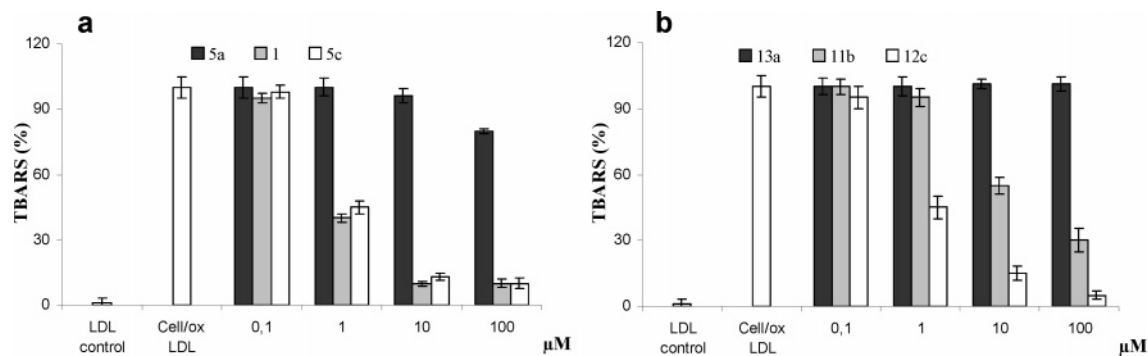 a
5a 1 5c
TBARS (%)
120
90
60
30
0
LDL control
Cell/ox LDL
0,1
1
10
100
µM
b
13a 11b 12c
TBARS (%)
120
90
60
30
0
LDL control
Cell/ox LDL
0,1
1
10
100
µM